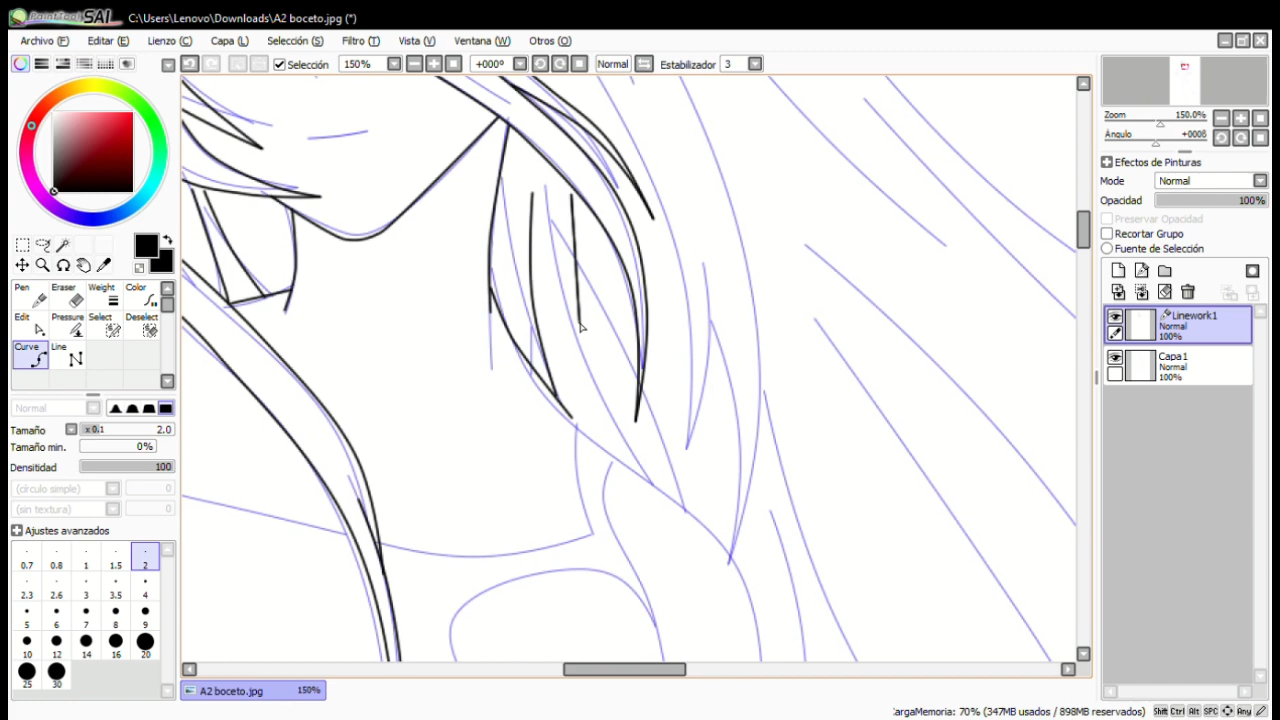 PaintTool SAI C:\Users\Lenovo\Downloads\A2 boceto.jpg (*)
Archivo (F) Editar (E) Lienzo (C) Capa (L) Selección (S) Filtro (T) Vista (V) Ventana (W) Otros (O)
Selección 150% +000° Normal Estabilizador 3
Zoom 150.0%
Ángulo +000ß
Efectos de Pinturas
Modo Normal
Opacidad 100%
Preservar Opacidad
Recortar Grupo
Fuente de Selección
Pen Eraser Weight Color
Edit Pressure Select Deselect
Curve Line
Linework1
Normal
100%
Capa1
Normal
100%
Normal
Tamaño x 0.1 2.0
Tamaño min. 0%
Densidad 100
(círculo simple) 0
(sin textura) 0
Ajustes avanzados
0.7 0.8 1 1.5 2
2.3 2.6 3 3.5 4
5 6 7 8 9
10 12 14 16 20
25 30
A2 boceto.jpg 150%
CargaMemoria: 70% (347MB usados / 898MB reservados) Shift Ctrl Alt SPC Any